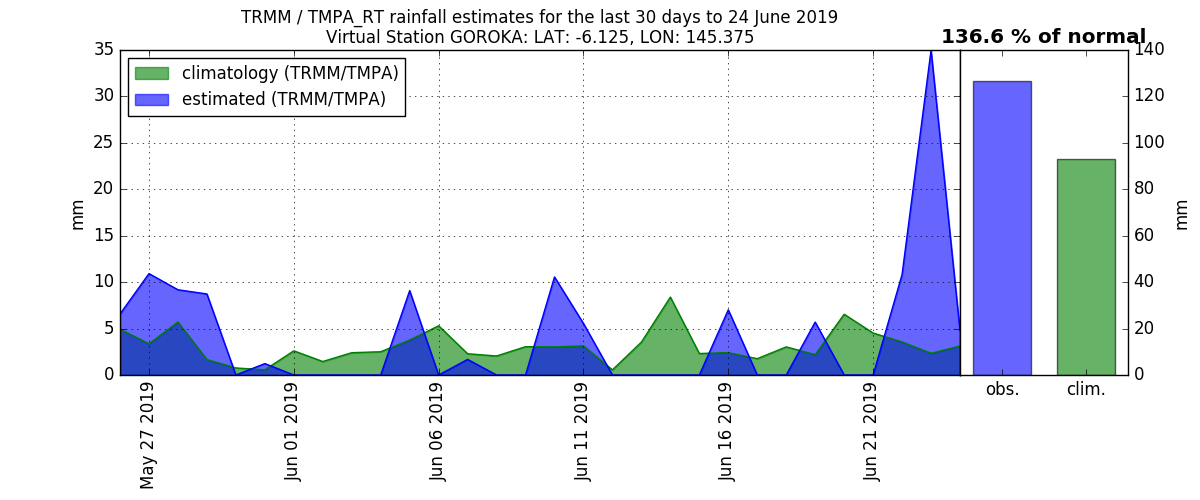 TRMM / TMPA_RT rainfall estimates for the last 30 days to 24 June 2019
Virtual Station GOROKA: LAT: -6.125, LON: 145.375
136.6 % of normal
climatology (TRMM/TMPA)
estimated (TRMM/TMPA)
35
30
25
20
15
10
5
0
mm
May 27 2019
Jun 01 2019
Jun 06 2019
Jun 11 2019
Jun 16 2019
Jun 21 2019
140
120
100
80
60
40
20
0
mm
obs.
clim.